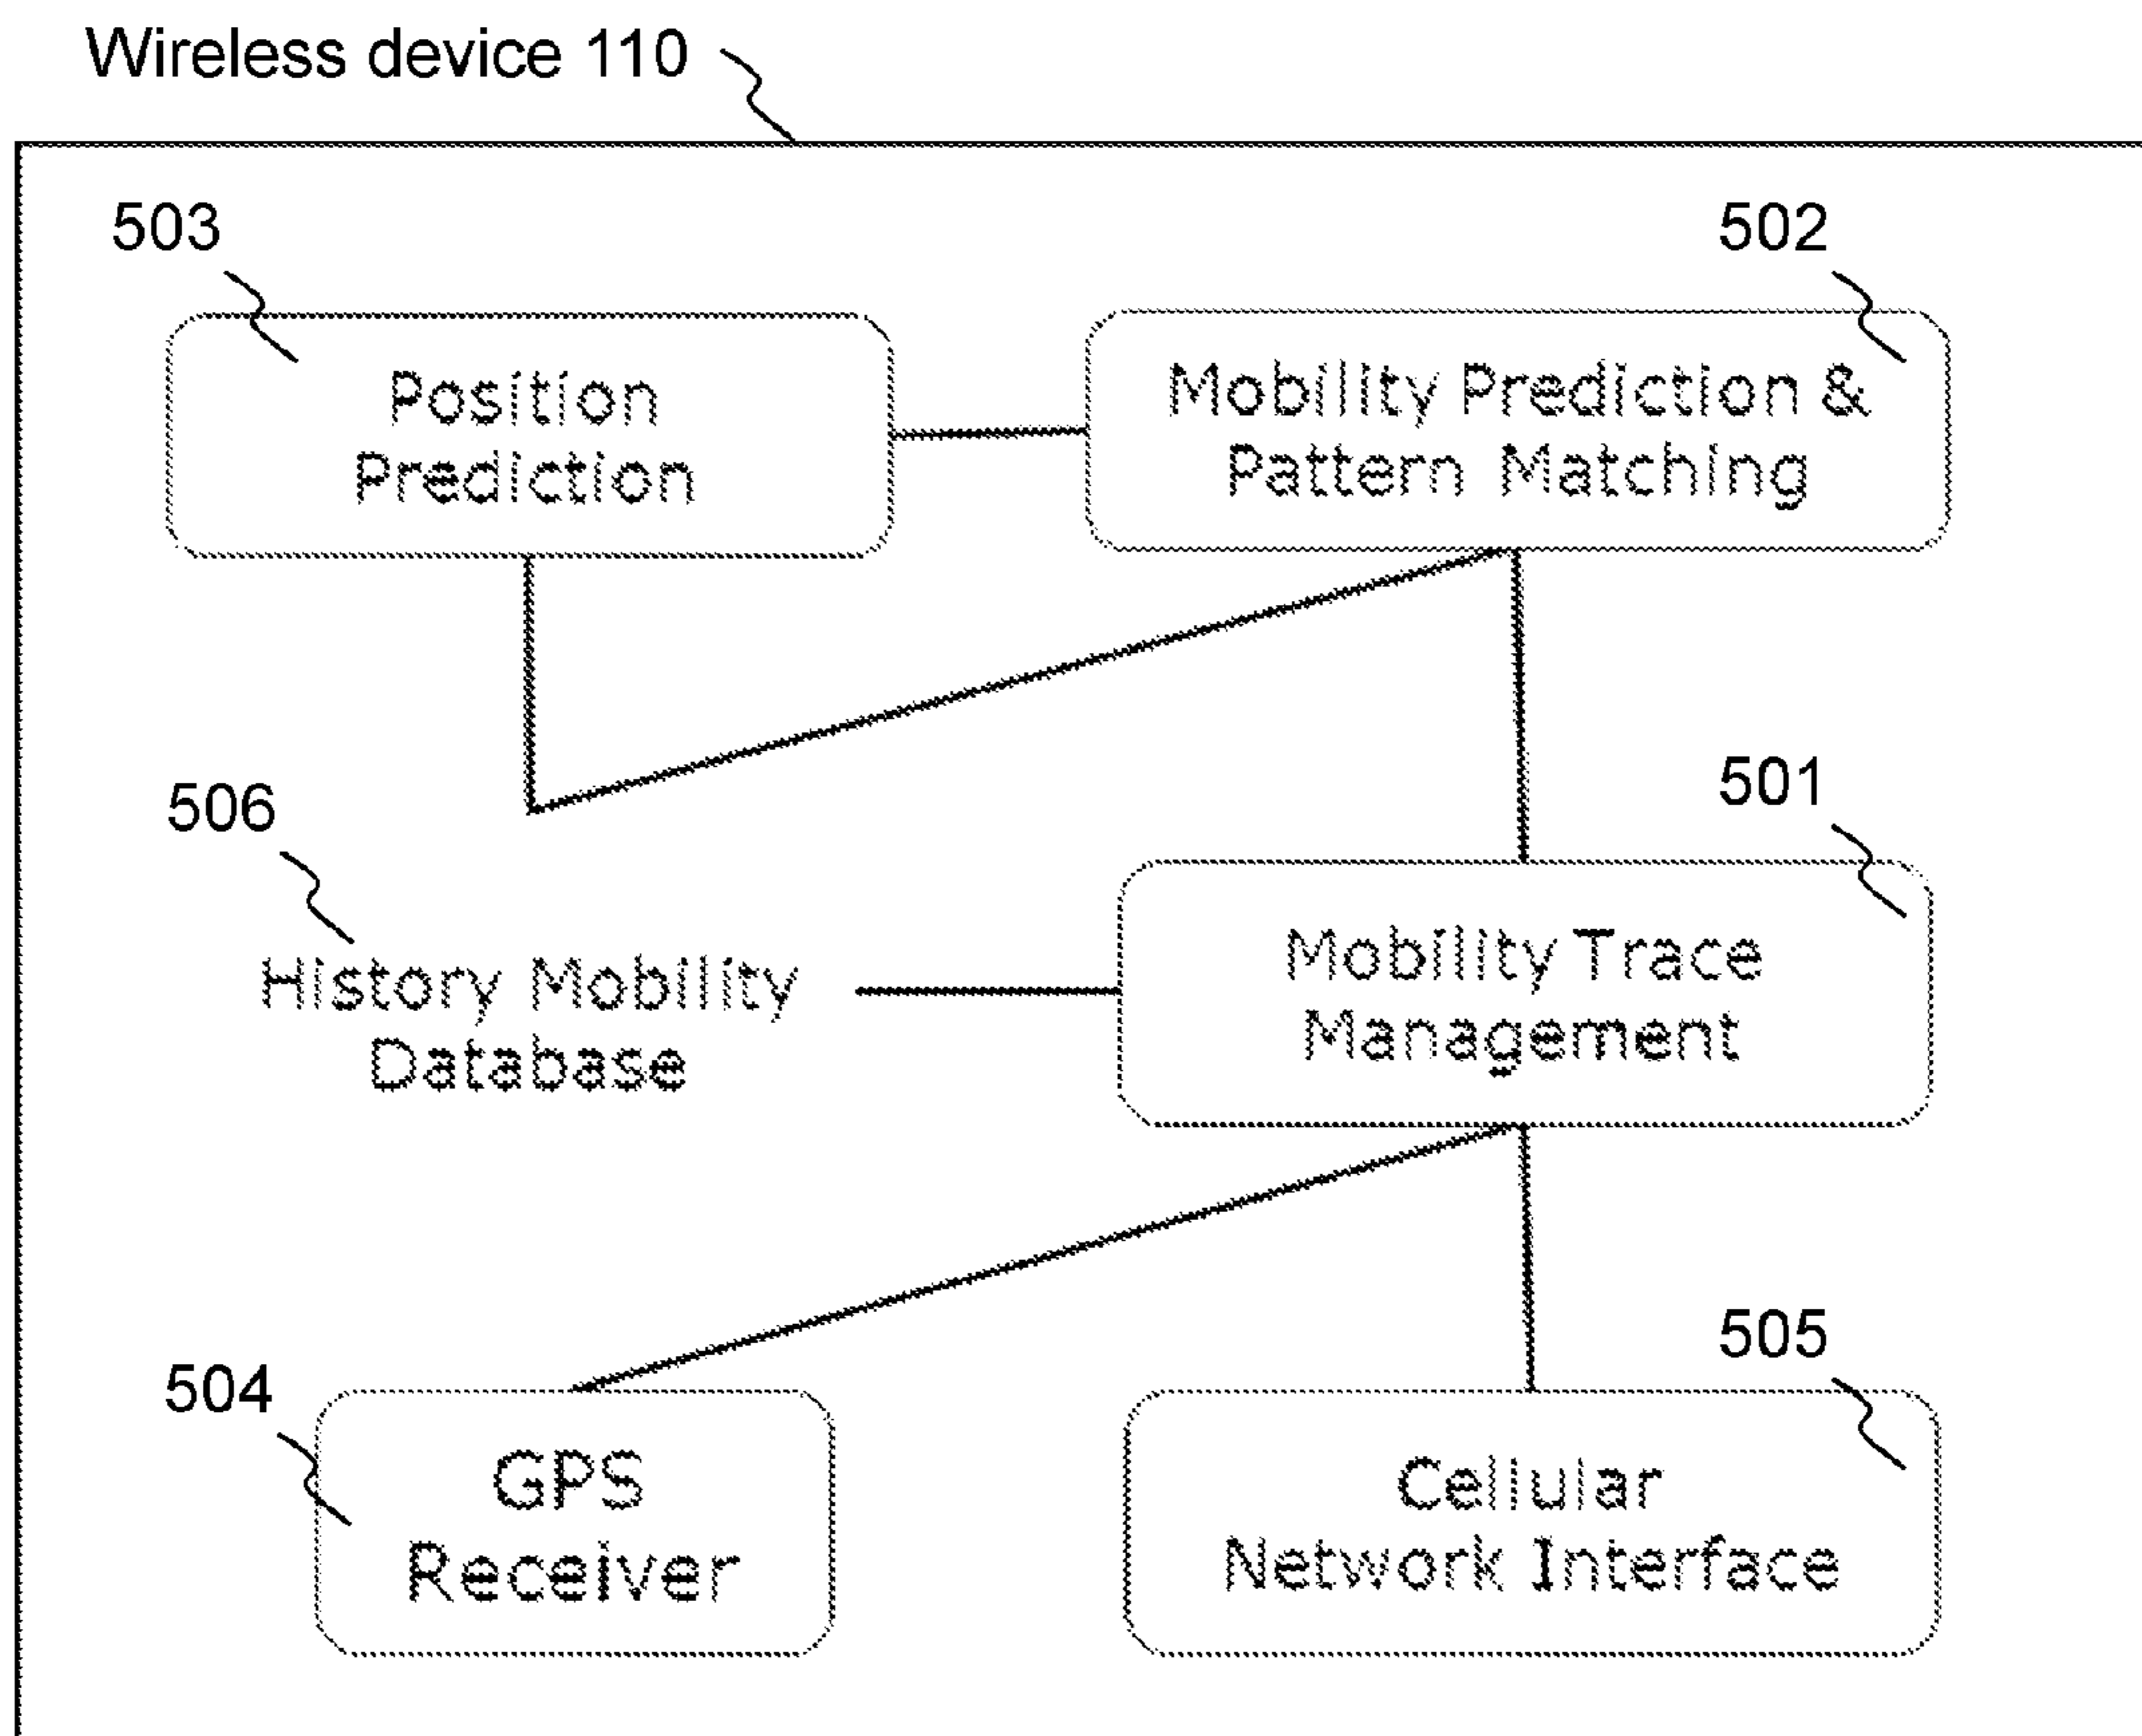 Wireless device 110
503
502
Position
Prediction
Mobility Prediction &
Pattern Matching
506
501
History Mobility
Database
Mobility Trace
Management
504
505
GPS
Receiver
Cellular
Network Interface